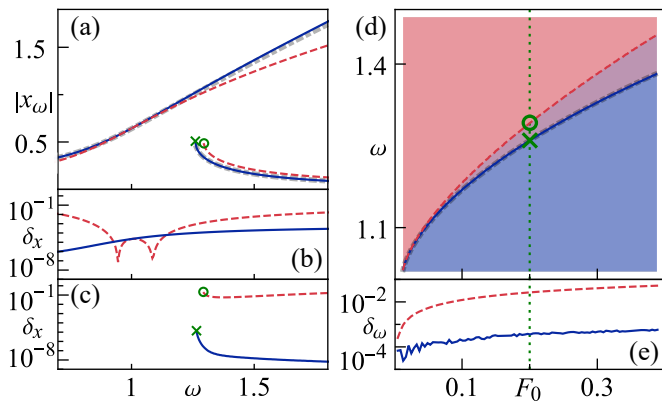 (a)
1.5
|x_ω|
0.5
10^{-1}
δ_x
10^{-8}
(b)
(c)
10^{-1}
δ_x
10^{-8}
1
ω
1.5
(d)
1.4
ω
1.1
10^{-2}
δ_ω
10^{-4}
(e)
0.1
F_0
0.3